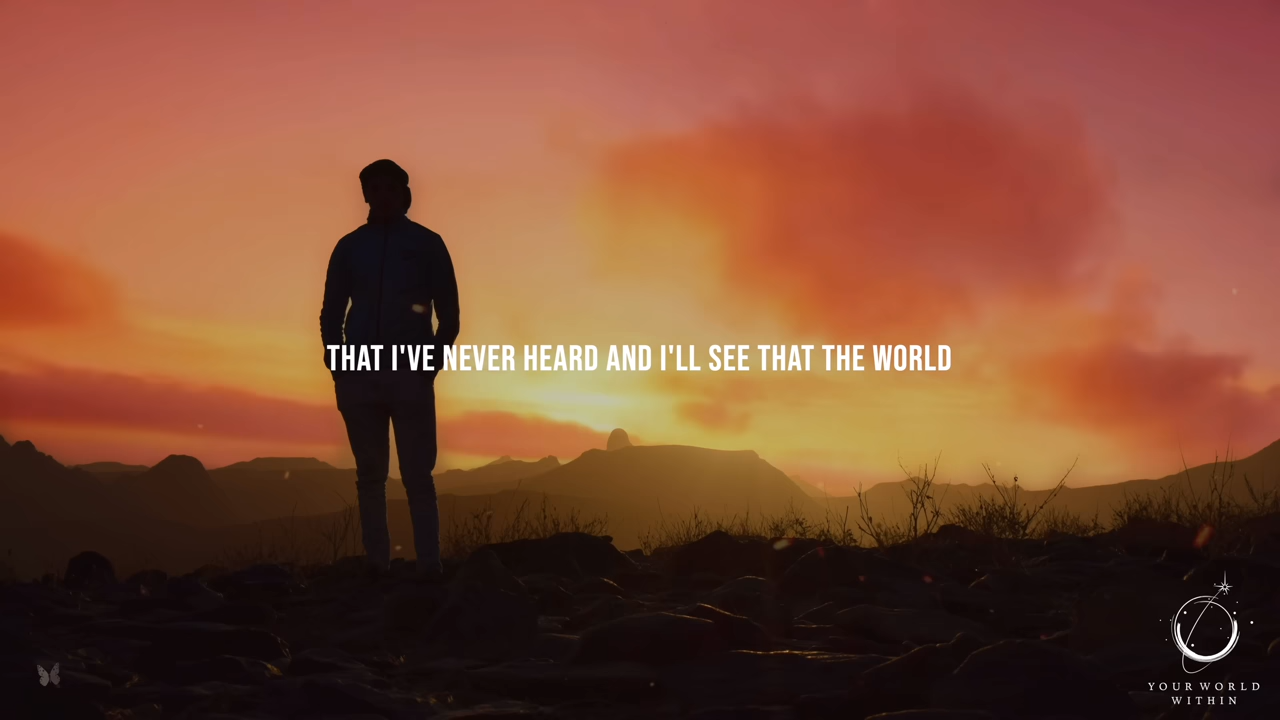 THAT I'VE NEVER HEARD AND I'LL SEE THAT THE WORLD
YOUR WORLD
WITHIN